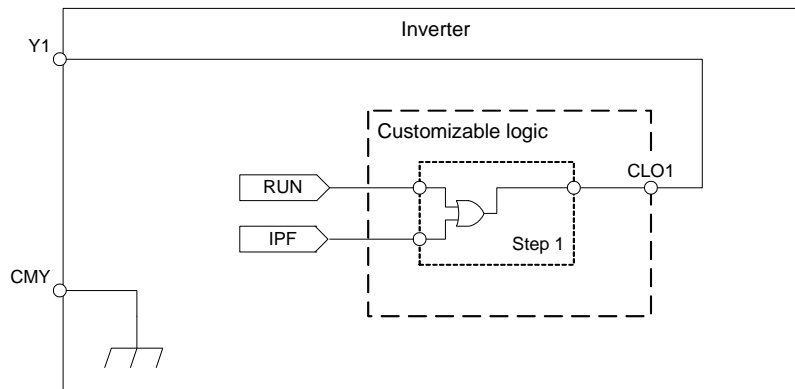 Inverter
Y1
Customizable logic
CLO1
RUN
IPF
Step 1
CMY